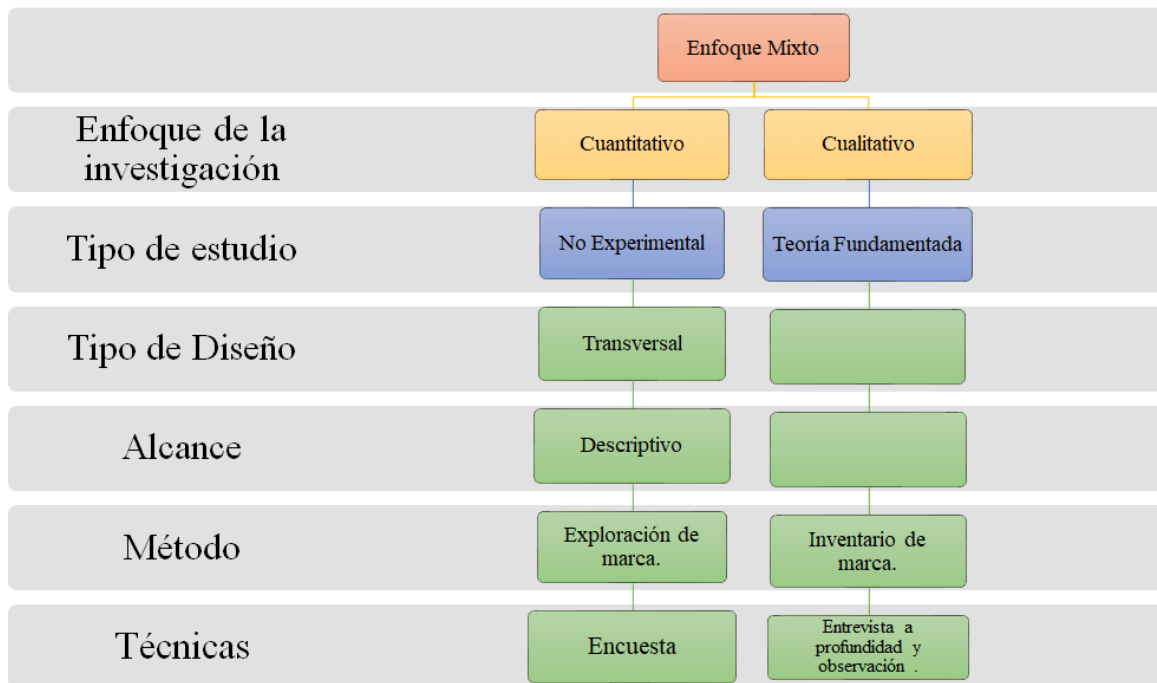 Enfoque Mixto
Enfoque de la
investigación
Cuantitativo
Cualitativo
Tipo de estudio
No Experimental
Teoría Fundamentada
Tipo de Diseño
Transversal
Alcance
Descriptivo
Método
Exploración de
marca.
Inventario de
marca.
Técnicas
Encuesta
Entrevista a
profundidad y
observación .